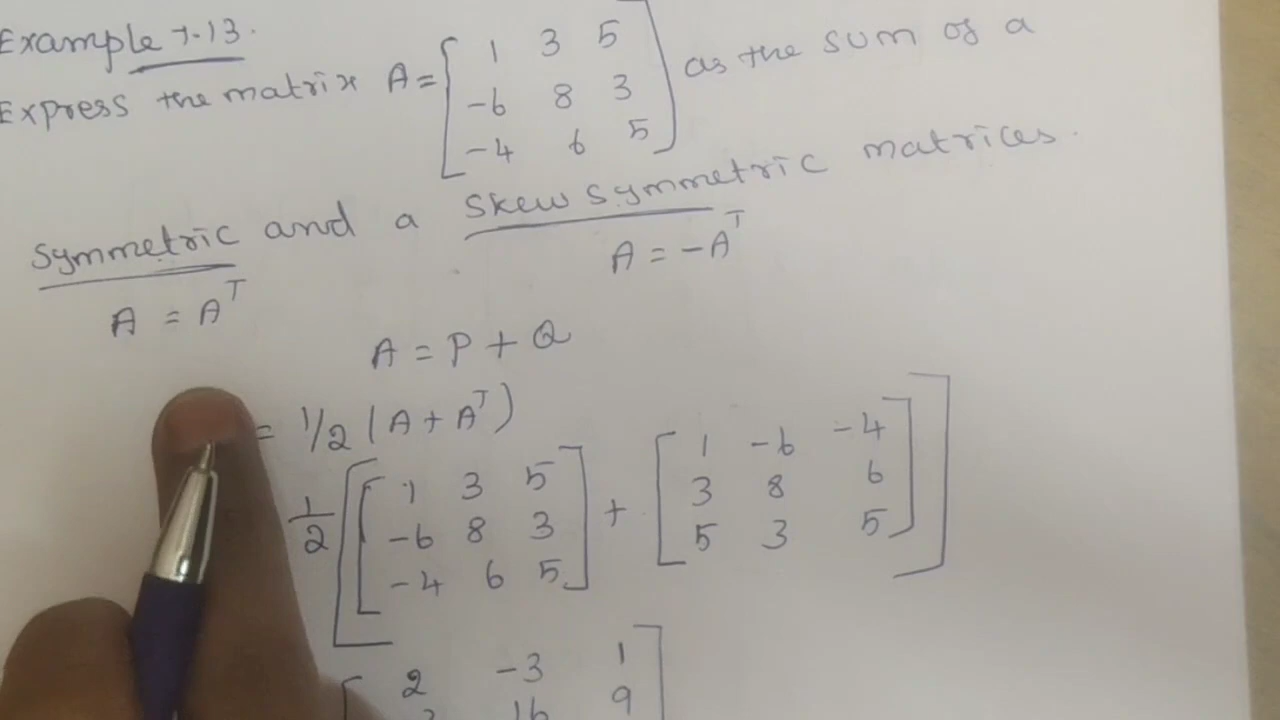 Example 7.13.
Express the matrix A = [ 1 3 5
-6 8 3
-4 6 5 ] as the sum of a
Symmetric and a Skew Symmetric matrices.
A = A^T
A = -A^T
A = P + Q
= 1/2 (A + A^T)
1/2 [ [ 1 3 5
-6 8 3
-4 6 5 ] + [ 1 -6 -4
3 8 6
5 3 5 ] ]
[ 2 -3 1
16 9 ]